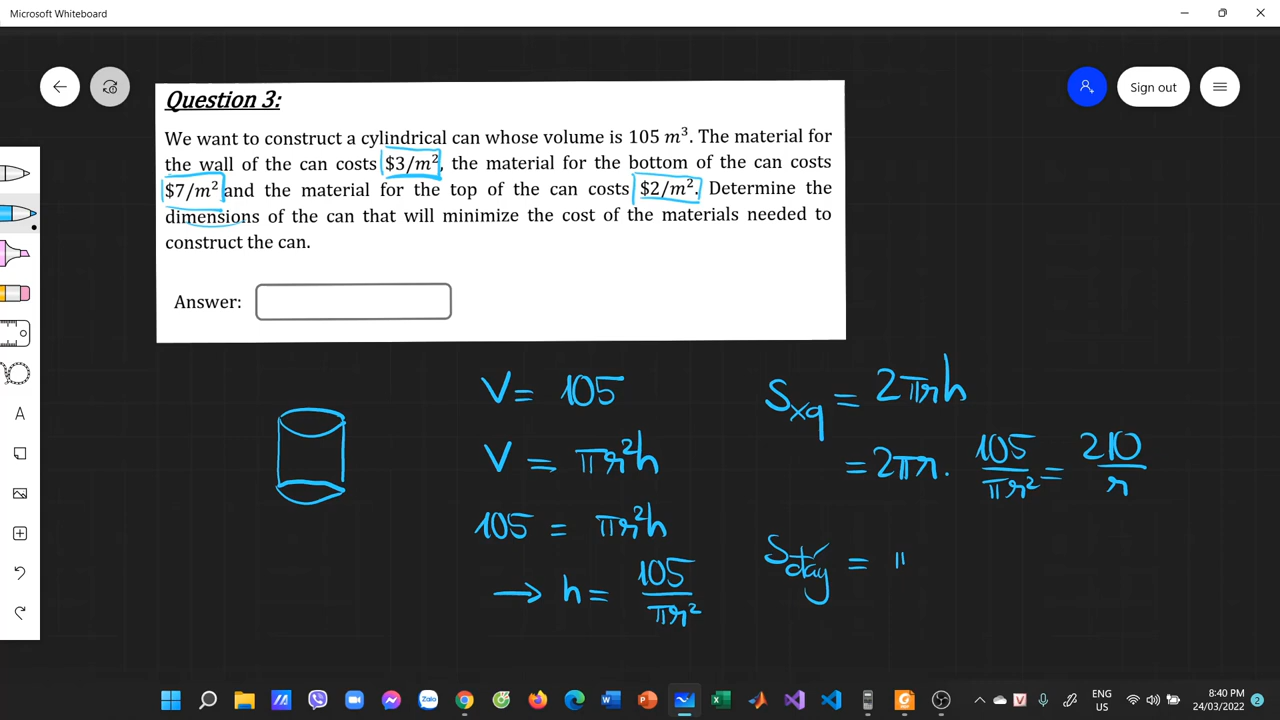 Microsoft Whiteboard
Sign out
Question 3:
We want to construct a cylindrical can whose volume is 105 m³. The material for
the wall of the can costs $3/m², the material for the bottom of the can costs
$7/m² and the material for the top of the can costs $2/m². Determine the
dimensions of the can that will minimize the cost of the materials needed to
construct the can.
Answer:
V = 105
V = πr²h
105 = πr²h
→ h = 105/πr²
Sxq = 2πrh
= 2πr. 105/πr² = 210/r
Sđáy =
A
Zalo
ENG
US
8:40 PM
24/03/2022
2